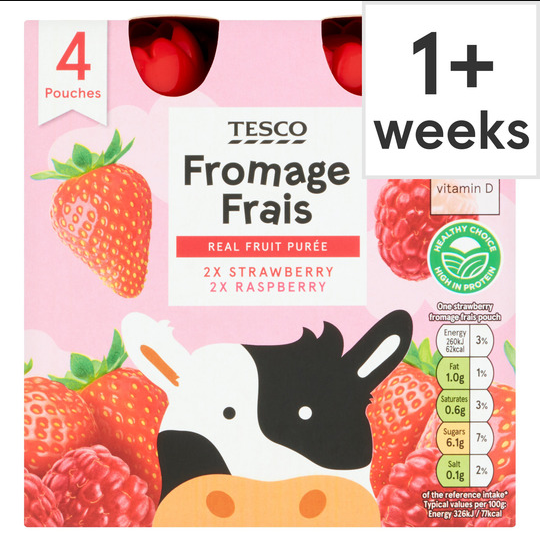 4
Pouches
1+
weeks
TESCO
Fromage
Frais
REAL FRUIT PURÉE
2X STRAWBERRY
2X RASPBERRY
vitamin D
HEALTHY CHOICE
HIGH IN PROTEIN
One strawberry
fromage frais pouch
Energy
260kJ
62kcal
3%
Fat
1.0g
1%
Saturates
0.6g
3%
Sugars
6.1g
7%
Salt
0.1g
2%
of the reference intake*
Typical values per 100g:
Energy 326kJ / 77kcal